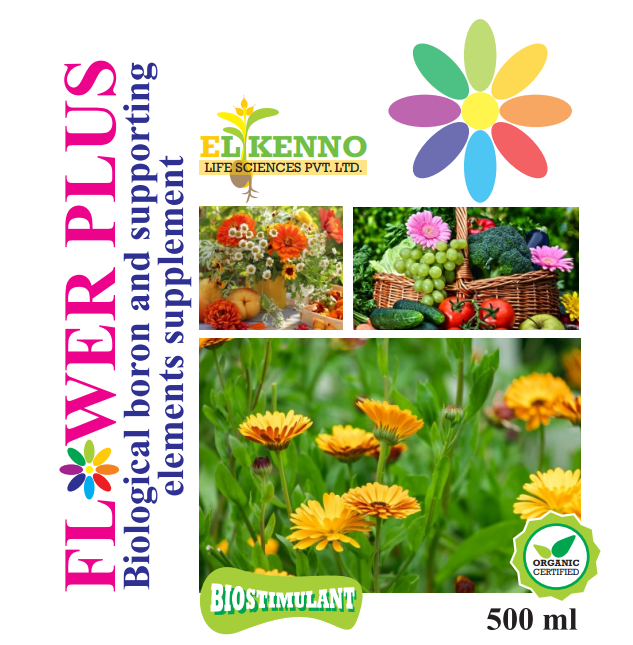 FLOWER PLUS
Biological boron and supporting
elements supplement
ELKENNO
LIFE SCIENCES PVT. LTD.
BIOSTIMULANT
ORGANIC
CERTIFIED
500 ml